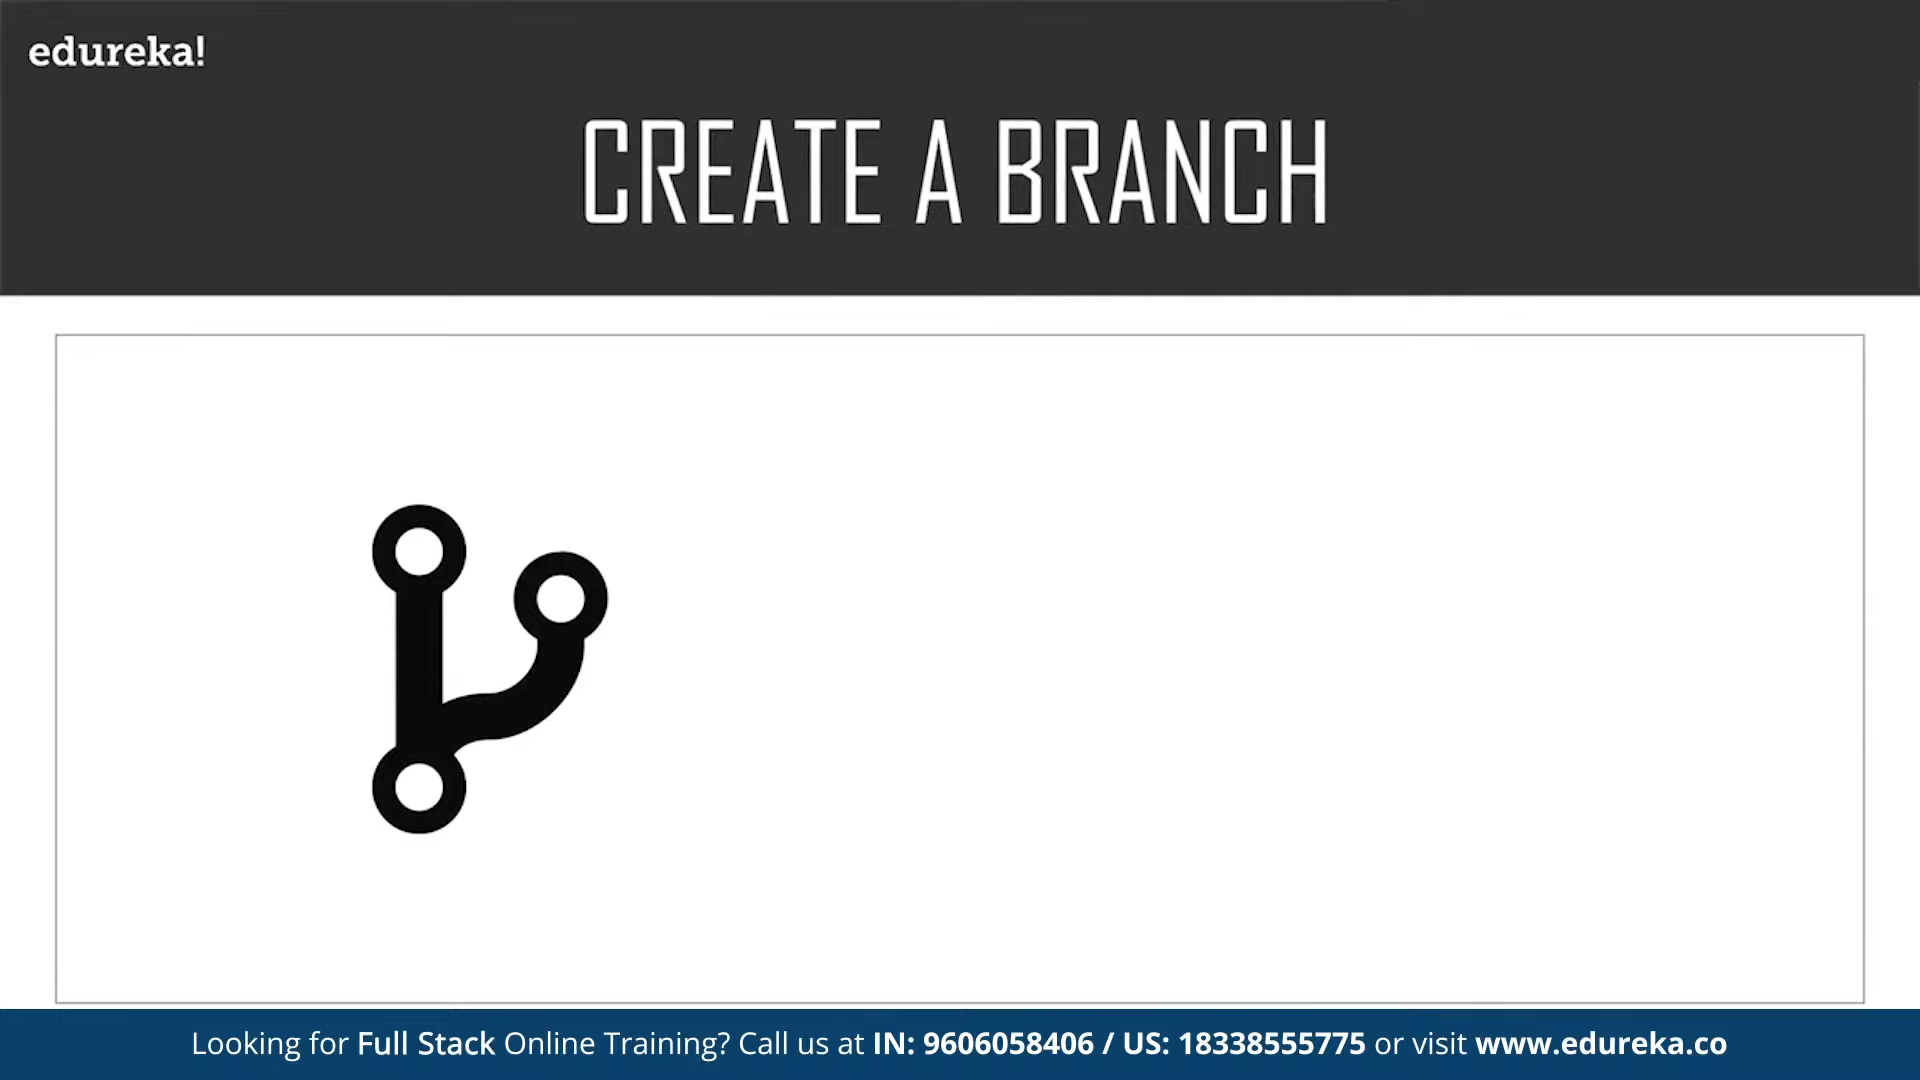 edureka!
CREATE A BRANCH
Looking for Full Stack Online Training? Call us at IN: 9606058406 / US: 18338555775 or visit www.edureka.co